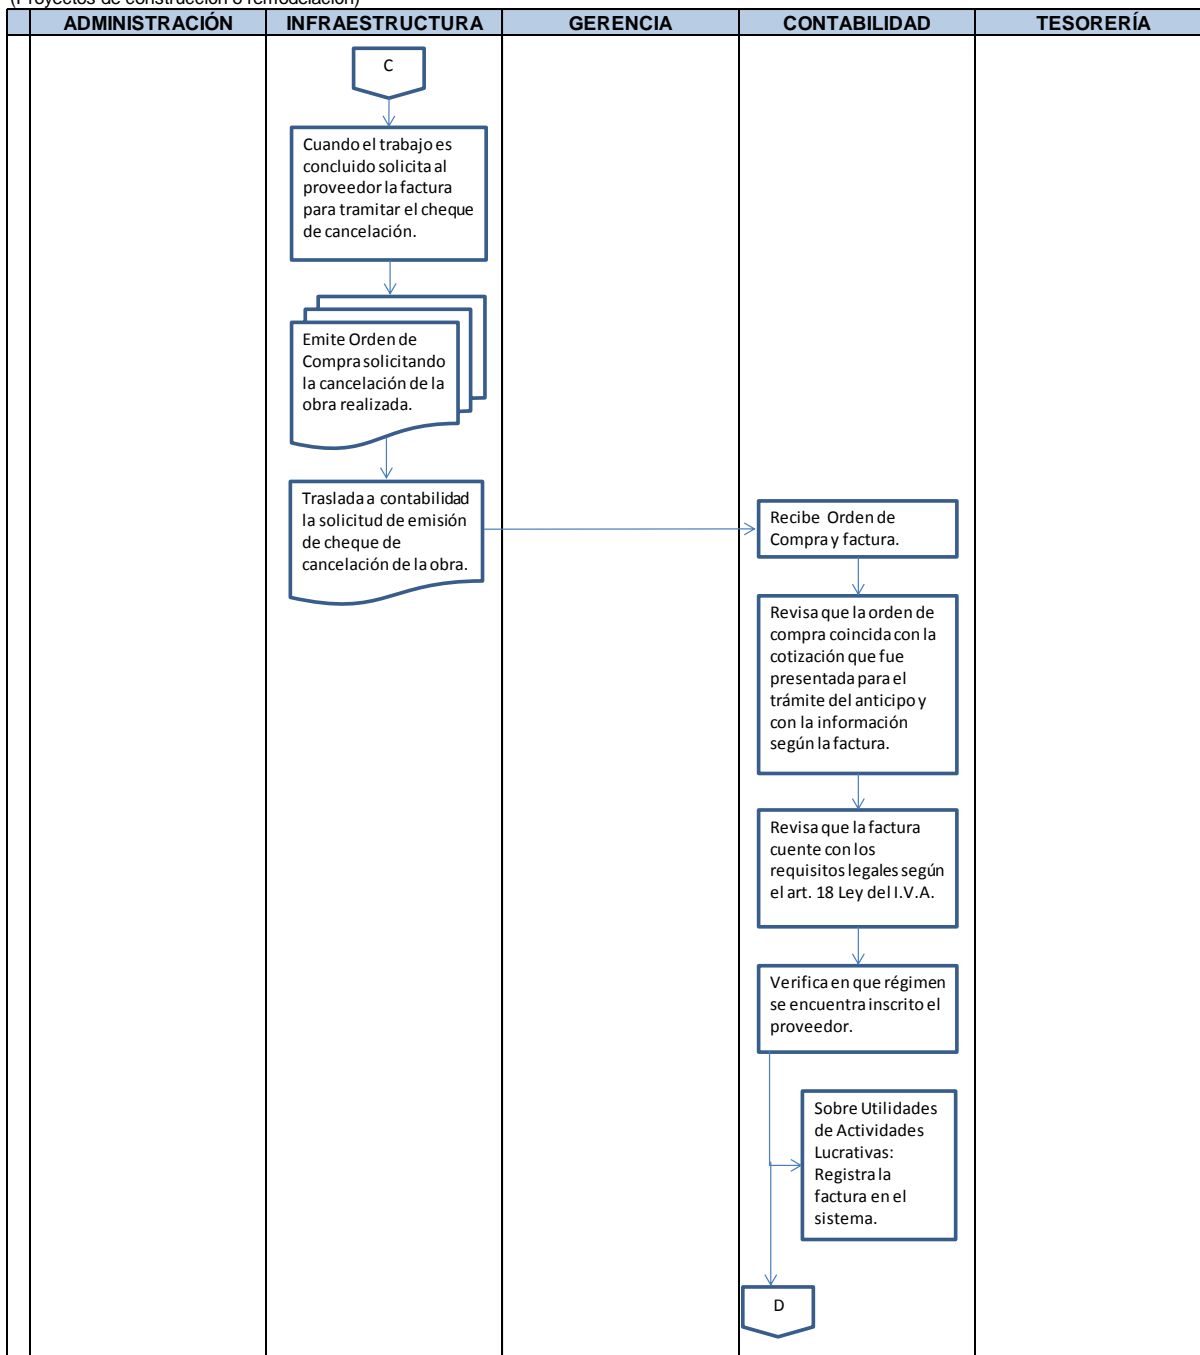 (Proyectos de construcción o remodelación)
ADMINISTRACIÓN INFRAESTRUCTURA GERENCIA CONTABILIDAD TESORERÍA
C
Cuando el trabajo es
concluido solicita al
proveedor la factura
para tramitar el cheque
de cancelación.
Emite Orden de
Compra solicitando
la cancelación de la
obra realizada.
Traslada a contabilidad
la solicitud de emisión
de cheque de
cancelación de la obra.
Recibe Orden de
Compra y factura.
Revisa que la orden de
compra coincida con la
cotización que fue
presentada para el
trámite del anticipo y
con la información
según la factura.
Revisa que la factura
cuente con los
requisitos legales según
el art. 18 Ley del I.V.A.
Verifica en que régimen
se encuentra inscrito el
proveedor.
Sobre Utilidades
de Actividades
Lucrativas:
Registra la
factura en el
sistema.
D